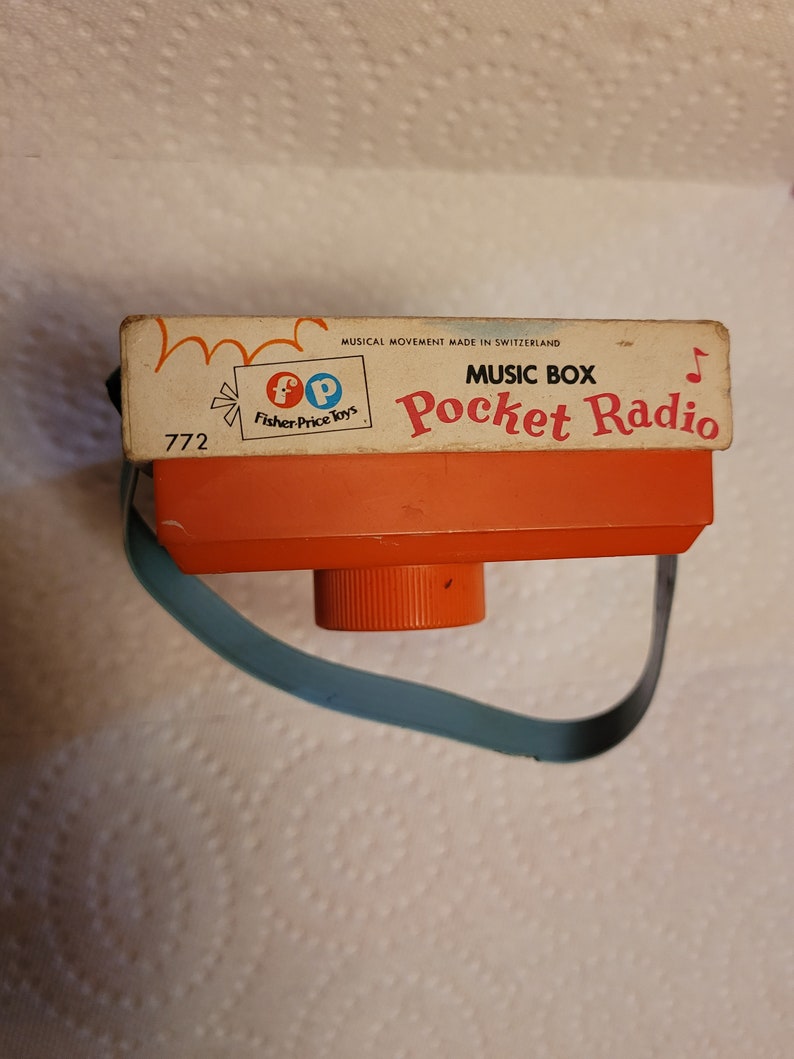 MUSICAL MOVEMENT MADE IN SWITZERLAND
MUSIC BOX
Pocket Radio
fp
Fisher-Price Toys
772